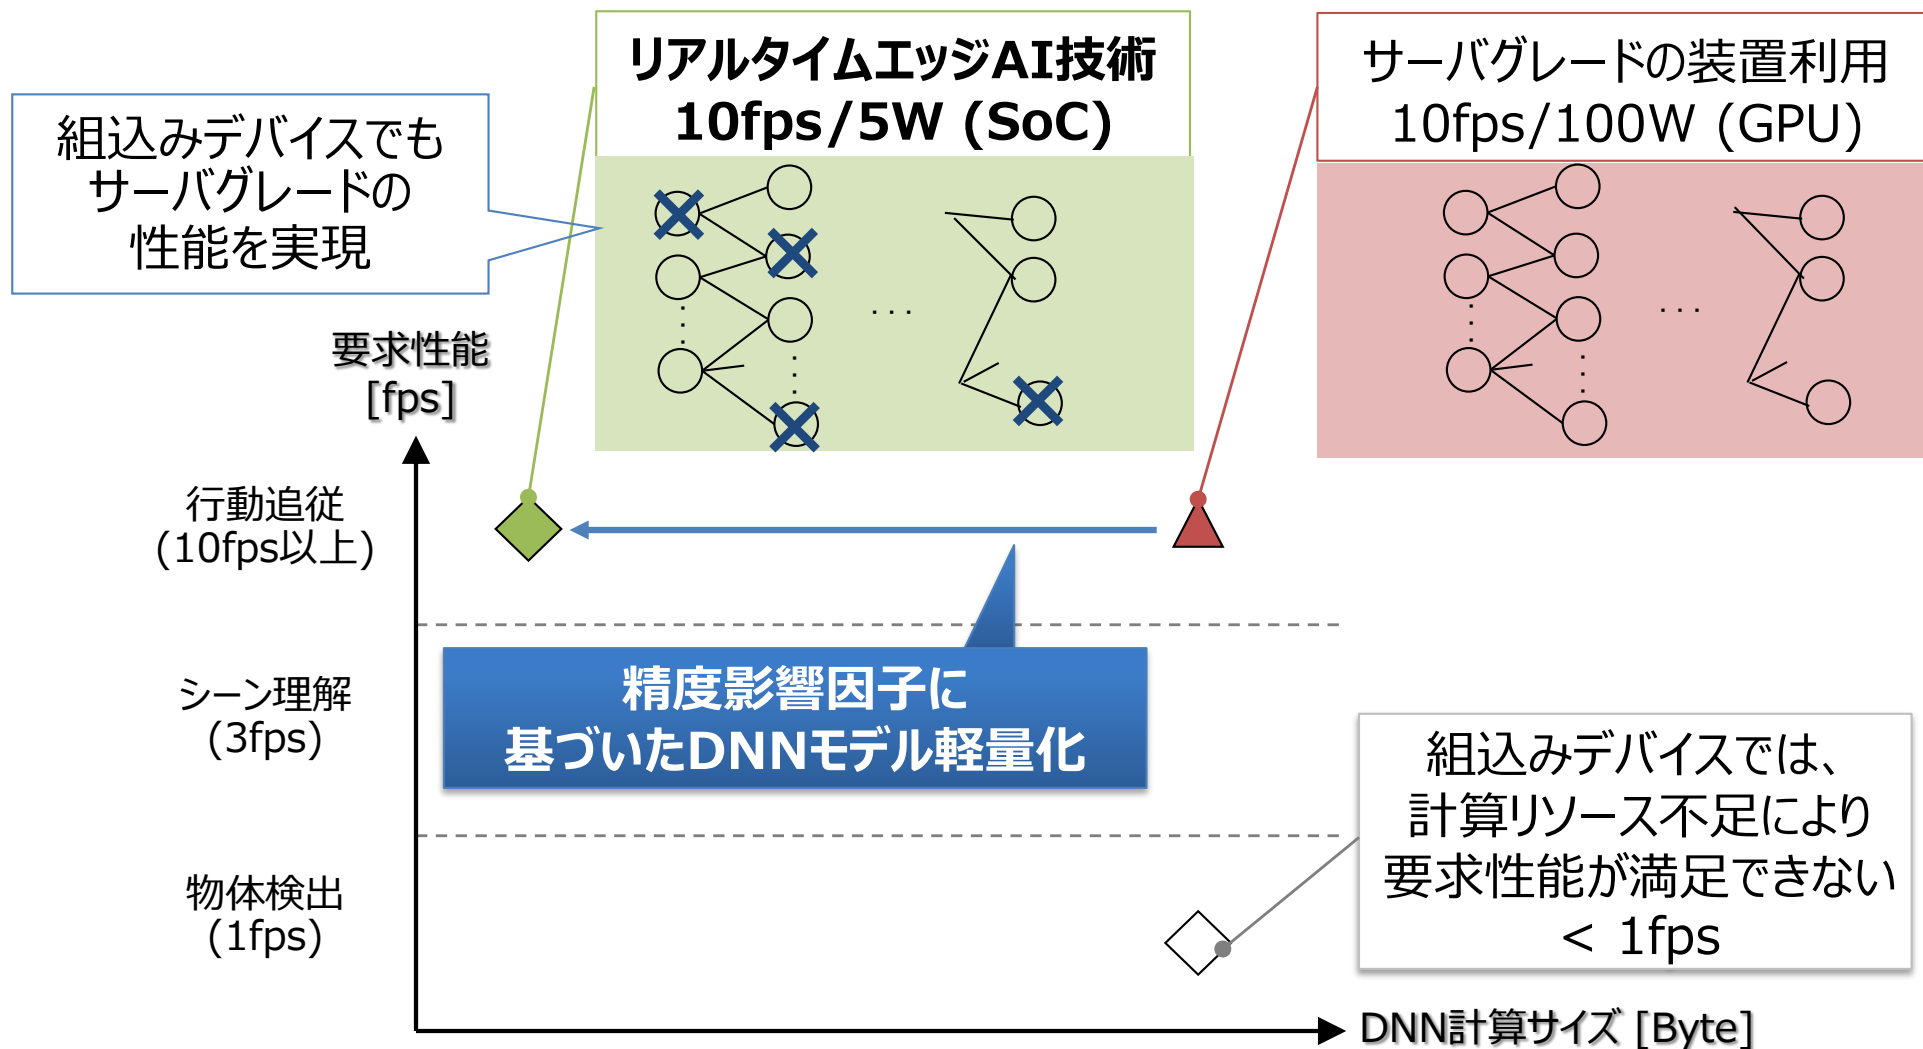 リアルタイムエッジAI技術
10fps/5W (SoC)
サーバグレードの装置利用
10fps/100W (GPU)
組込みデバイスでも
サーバグレードの
性能を実現
要求性能
[fps]
行動追従
(10fps以上)
シーン理解
(3fps)
物体検出
(1fps)
精度影響因子に
基づいたDNNモデル軽量化
組込みデバイスでは、
計算リソース不足により
要求性能が満足できない
< 1fps
DNN計算サイズ [Byte]